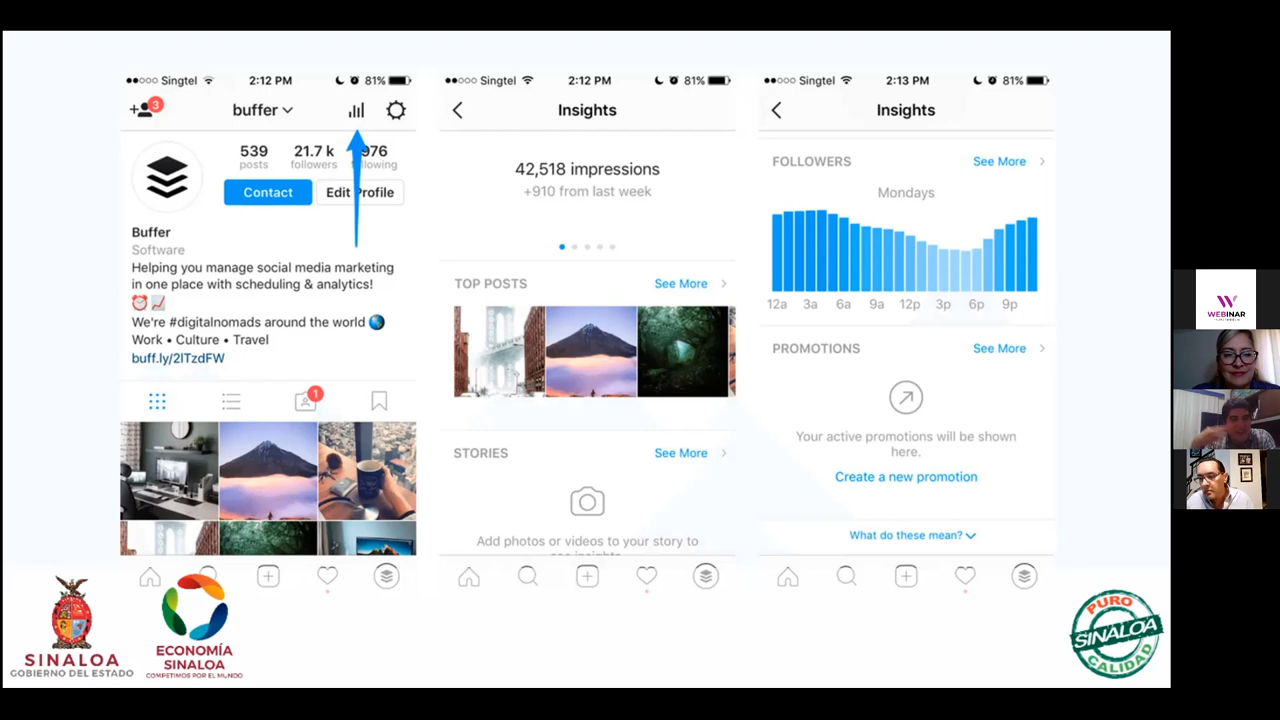 Singtel 2:12 PM 81%
3 buffer
539 21.7 k 976
posts followers following
Contact Edit Profile
Buffer
Software
Helping you manage social media marketing
in one place with scheduling & analytics!
We're #digitalnomads around the world
Work • Culture • Travel
buff.ly/2lTzdFW
1
Singtel 2:12 PM 81%
Insights
42,518 impressions
+910 from last week
TOP POSTS See More
STORIES See More
Add photos or videos to your story to
see insights
Singtel 2:13 PM 81%
Insights
FOLLOWERS See More
Mondays
12a 3a 6a 9a 12p 3p 6p 9p
PROMOTIONS See More
Your active promotions will be shown
here.
Create a new promotion
What do these mean?
SINALOA
GOBIERNO DEL ESTADO
ECONOMÍA
SINALOA
COMPETIMOS POR EL MUNDO
PURO
SINALOA
CALIDAD
W
WEBINAR